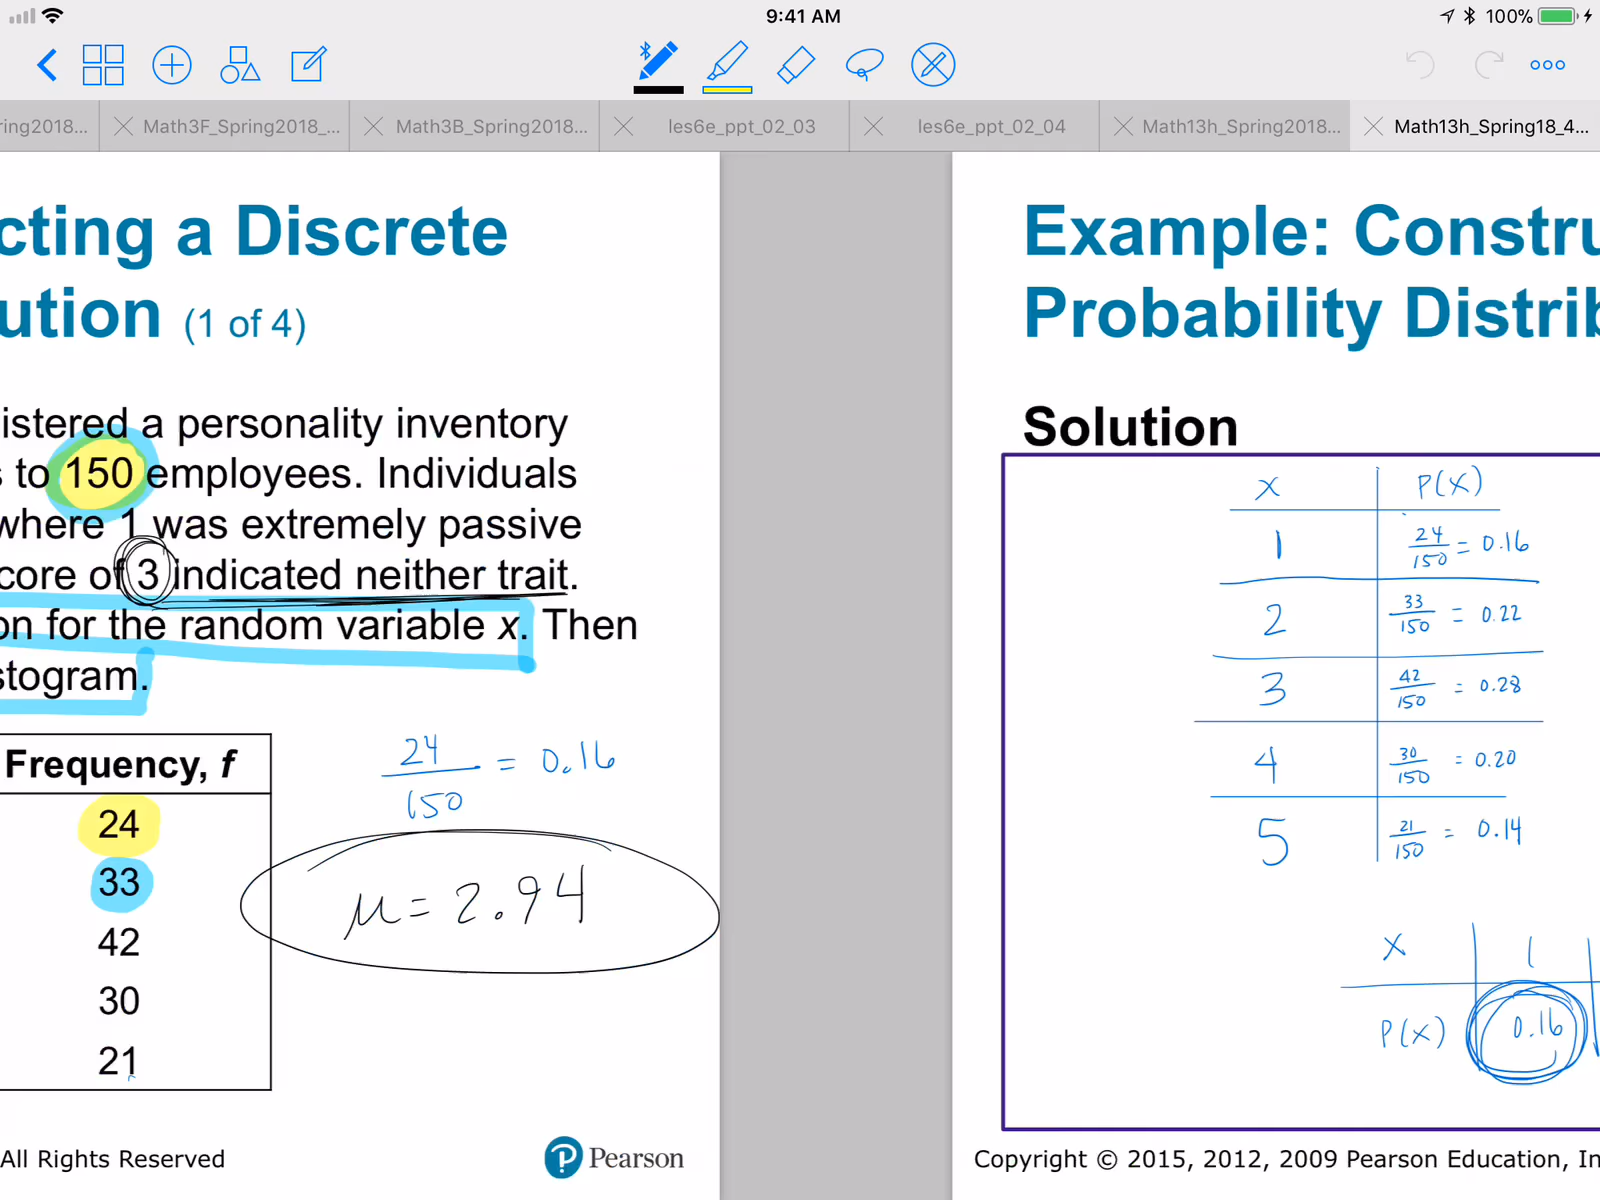 9:41 AM
100%
ring2018...
Math3F_Spring2018_...
Math3B_Spring2018...
les6e_ppt_02_03
les6e_ppt_02_04
Math13h_Spring2018...
Math13h_Spring18_4...
cting a Discrete
ution (1 of 4)
istered a personality inventory
s to 150 employees. Individuals
where 1 was extremely passive
core of 3 indicated neither trait.
on for the random variable x. Then
stogram.
Frequency, f
24
33
42
30
21
24/150 = 0.16
μ = 2.94
All Rights Reserved
Pearson
Example: Constru
Probability Distrib
Solution
x P(x)
1 24/150 = 0.16
2 33/150 = 0.22
3 42/150 = 0.28
4 30/150 = 0.20
5 21/150 = 0.14
x 1
P(x) 0.16
Copyright © 2015, 2012, 2009 Pearson Education, In